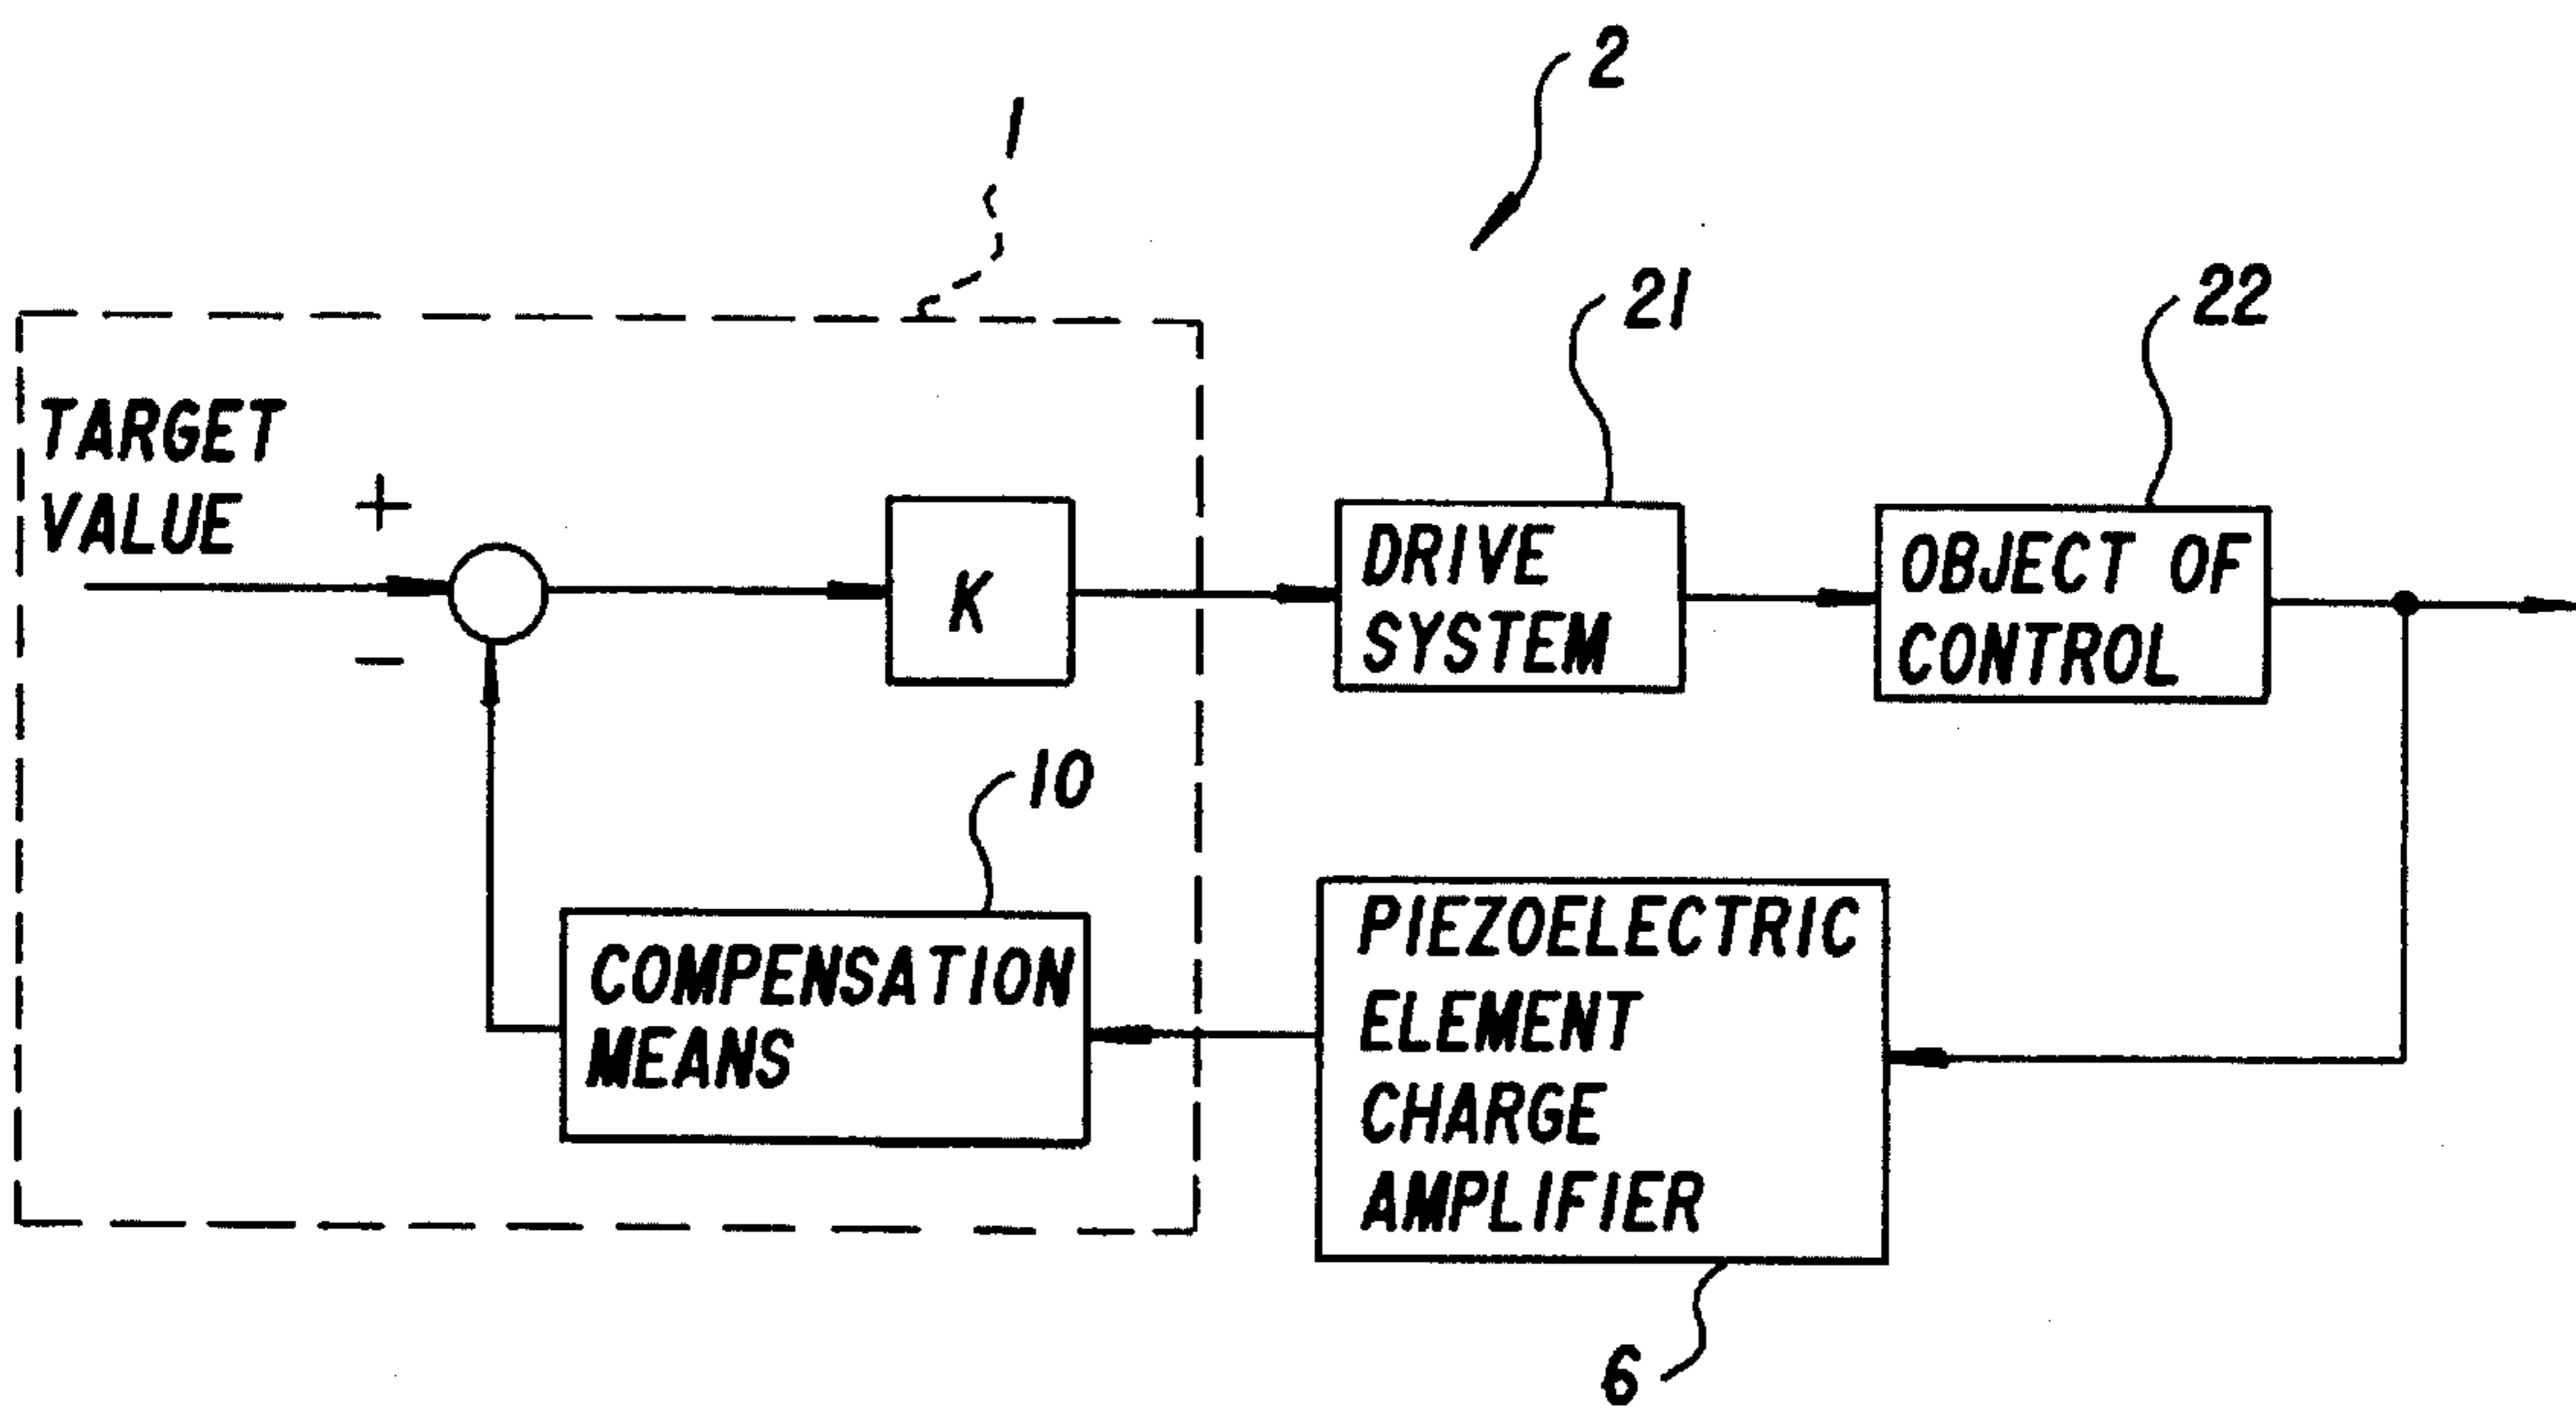 2
1
21
22
TARGET
VALUE
+
−
K
DRIVE
SYSTEM
OBJECT OF
CONTROL
10
COMPENSATION
MEANS
PIEZOELECTRIC
ELEMENT
CHARGE
AMPLIFIER
6